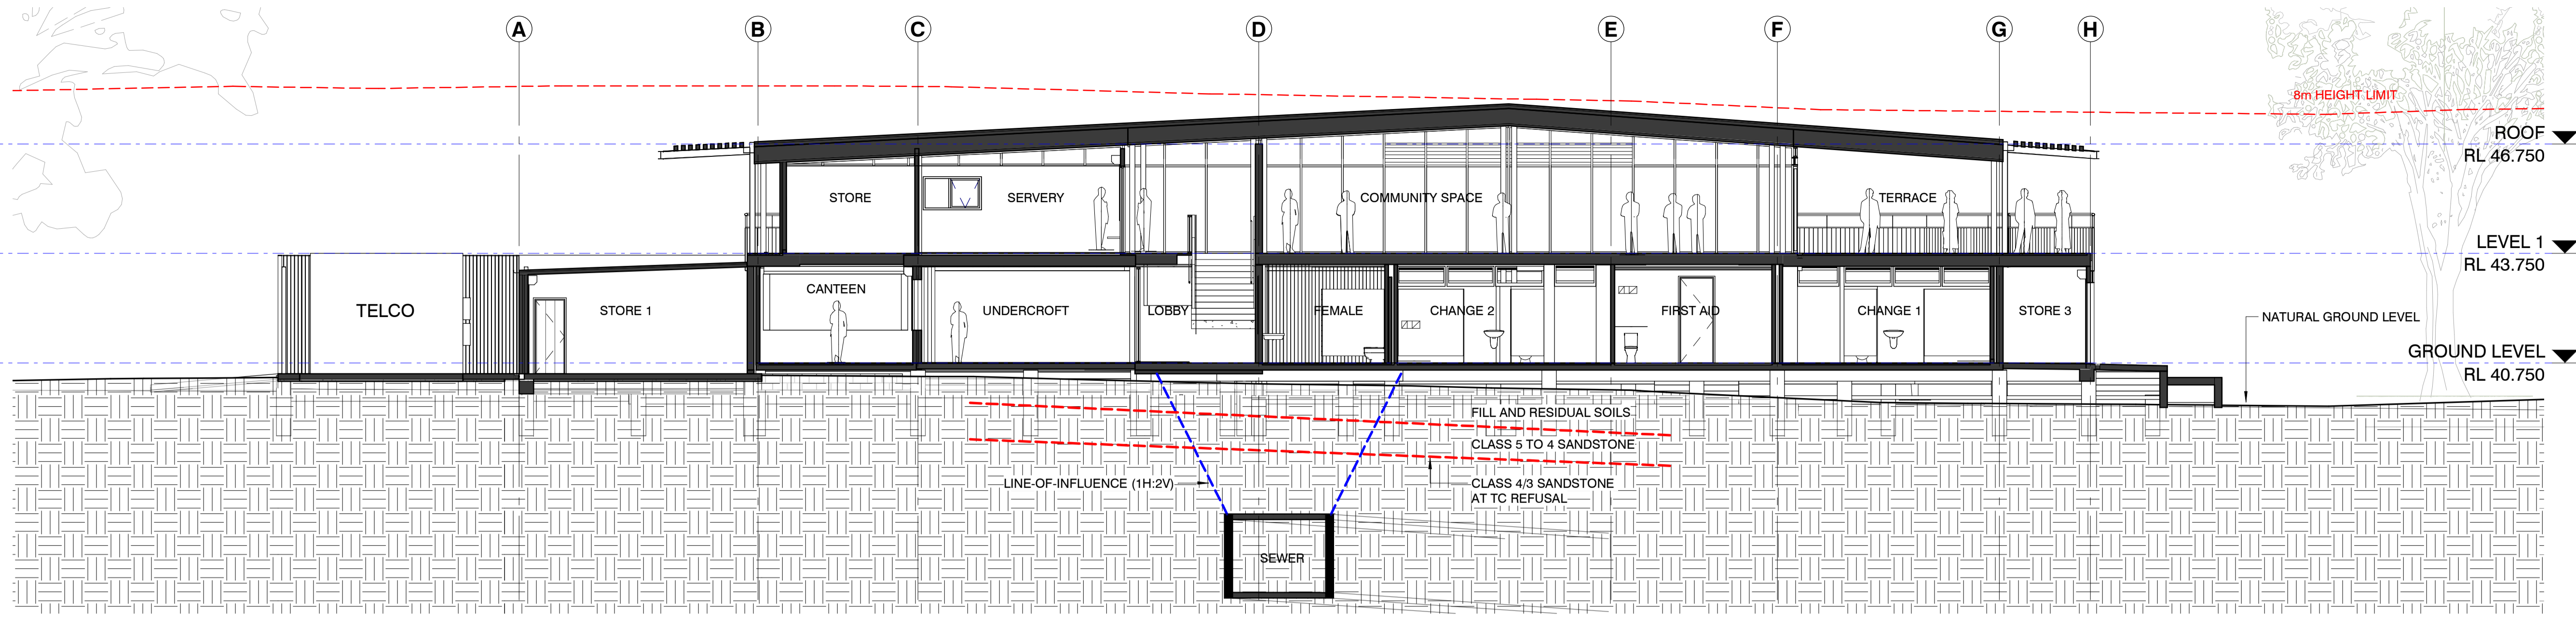 A B C D E F G H
8m HEIGHT LIMIT
ROOF
RL 46.750
STORE SERVERY COMMUNITY SPACE TERRACE
LEVEL 1
RL 43.750
CANTEEN
TELCO STORE 1 UNDERCROFT LOBBY FEMALE CHANGE 2 FIRST AID CHANGE 1 STORE 3
NATURAL GROUND LEVEL
GROUND LEVEL
RL 40.750
FILL AND RESIDUAL SOILS
CLASS 5 TO 4 SANDSTONE
LINE-OF-INFLUENCE (1H:2V)
CLASS 4/3 SANDSTONE
AT TC REFUSAL
SEWER